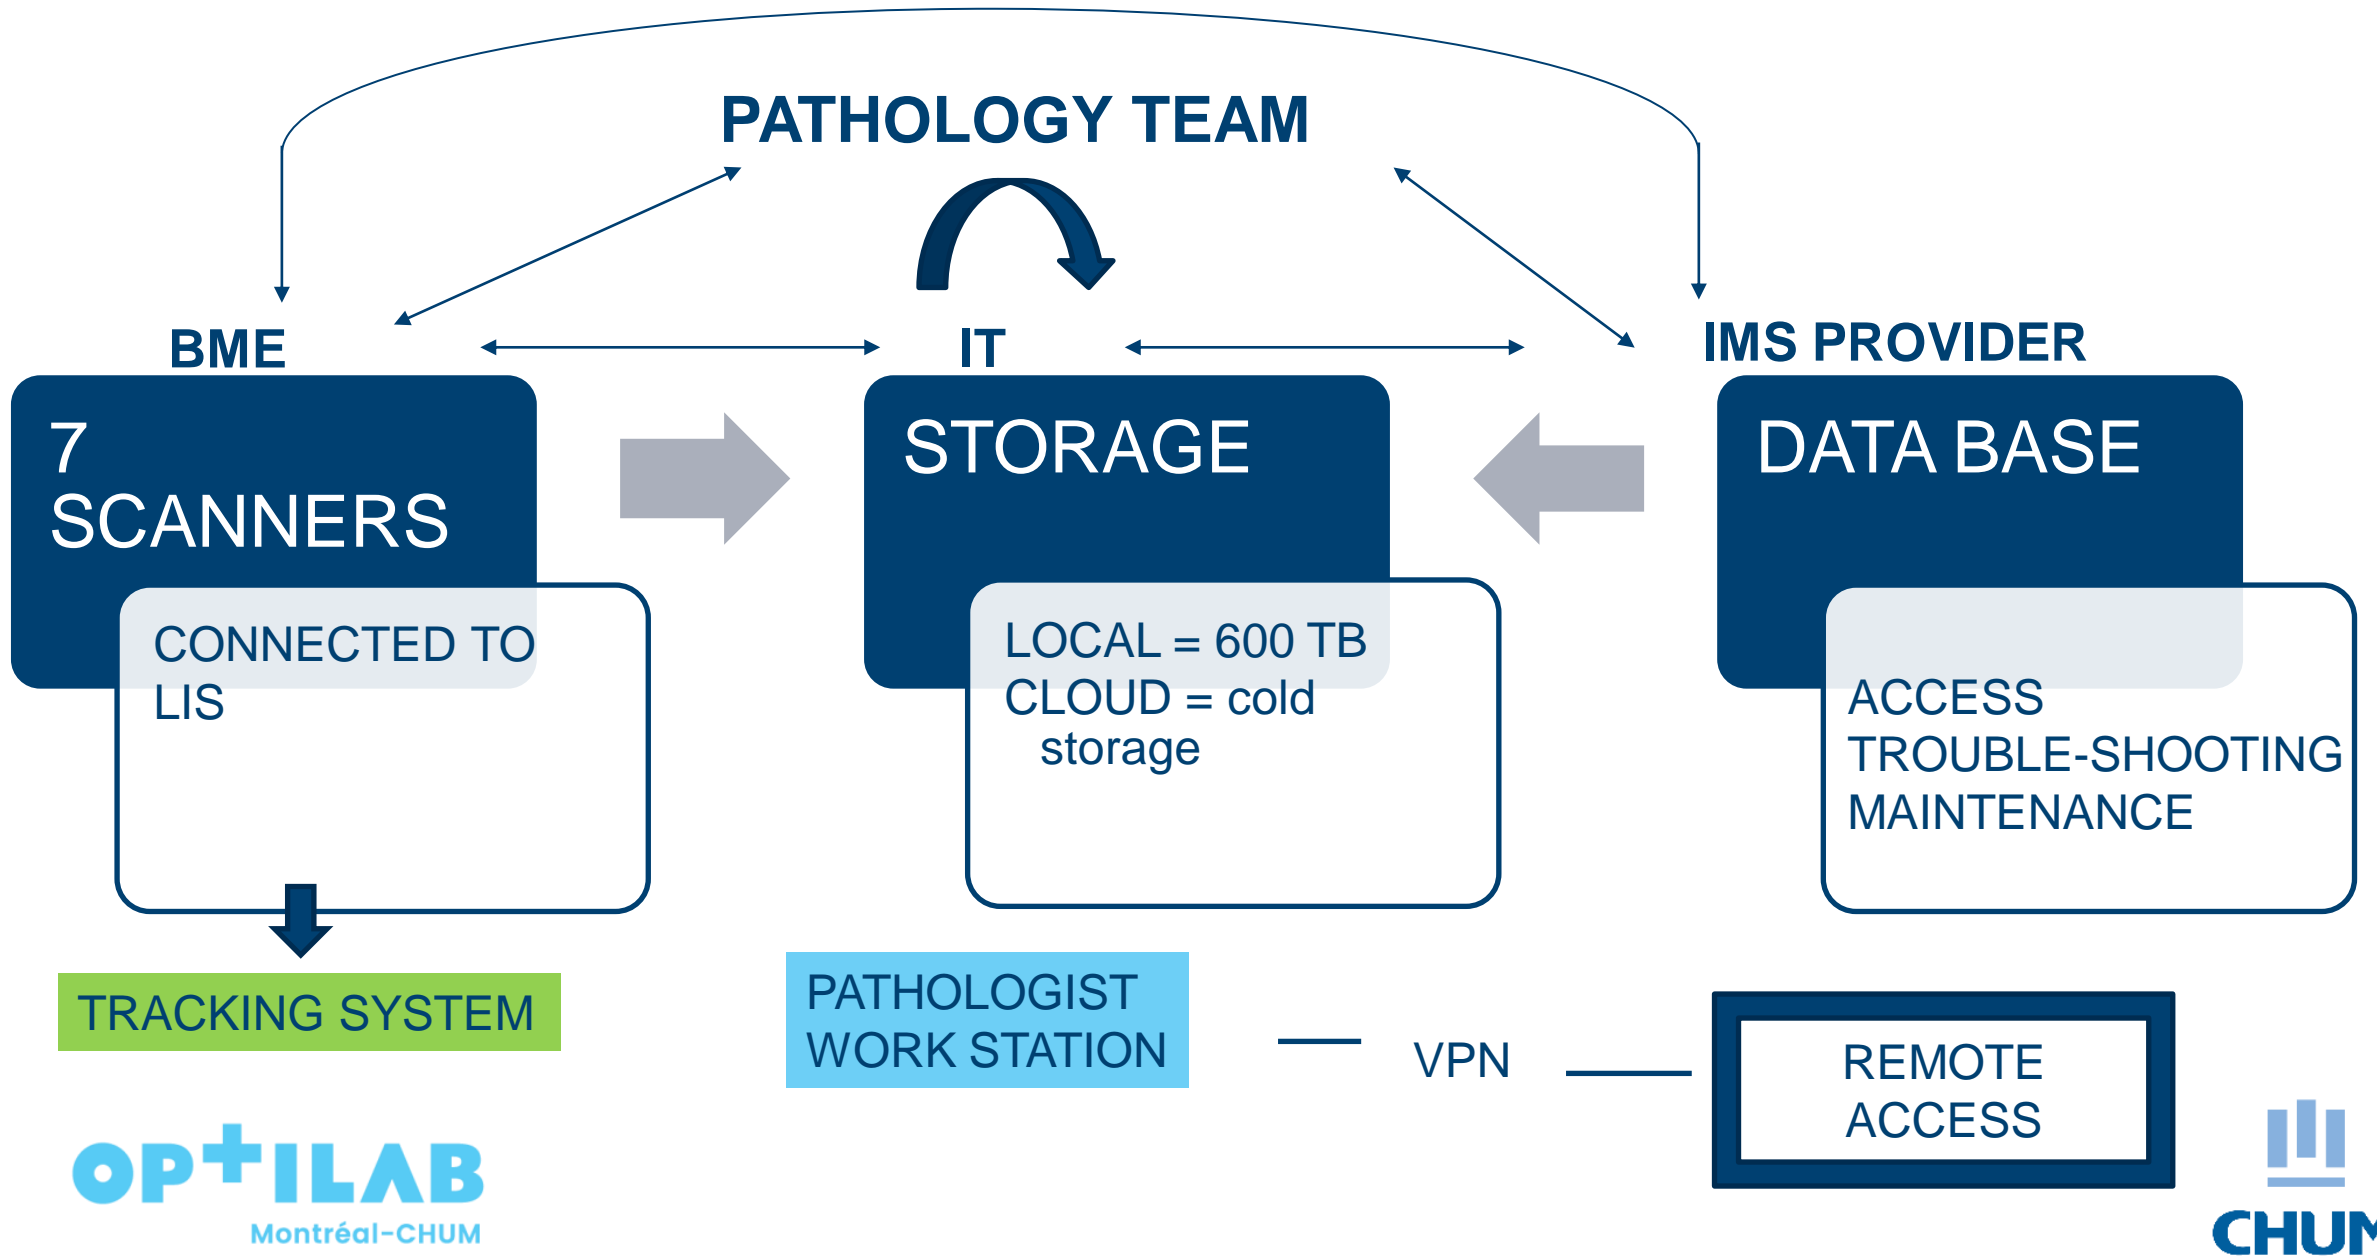 PATHOLOGY TEAM
BME
IT
IMS PROVIDER
7
SCANNERS
CONNECTED TO
LIS
STORAGE
LOCAL = 600 TB
CLOUD = cold
storage
DATA BASE
ACCESS
TROUBLE-SHOOTING
MAINTENANCE
TRACKING SYSTEM
PATHOLOGIST
WORK STATION
VPN
REMOTE
ACCESS
OPTILAB
Montréal-CHUM
CHUM